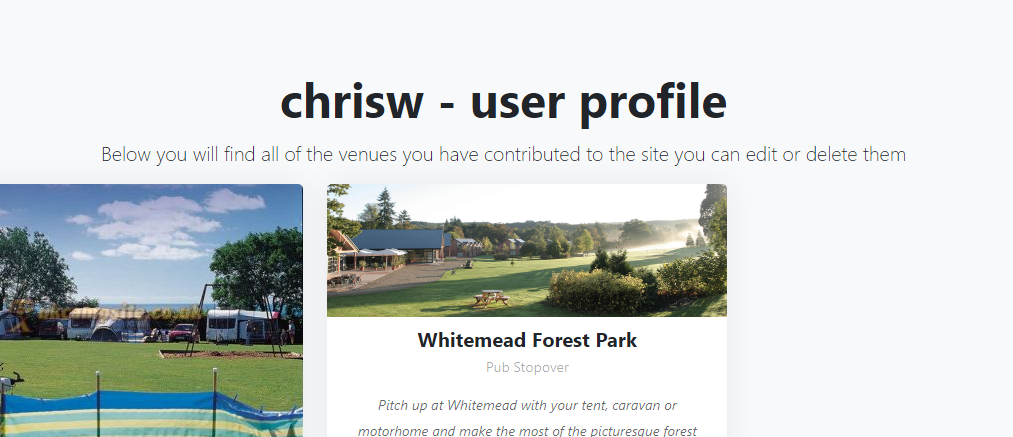 chrisw - user profile
Below you will find all of the venues you have contributed to the site you can edit or delete them
Whitemead Forest Park
Pub Stopover
Pitch up at Whitemead with your tent, caravan or
motorhome and make the most of the picturesque forest